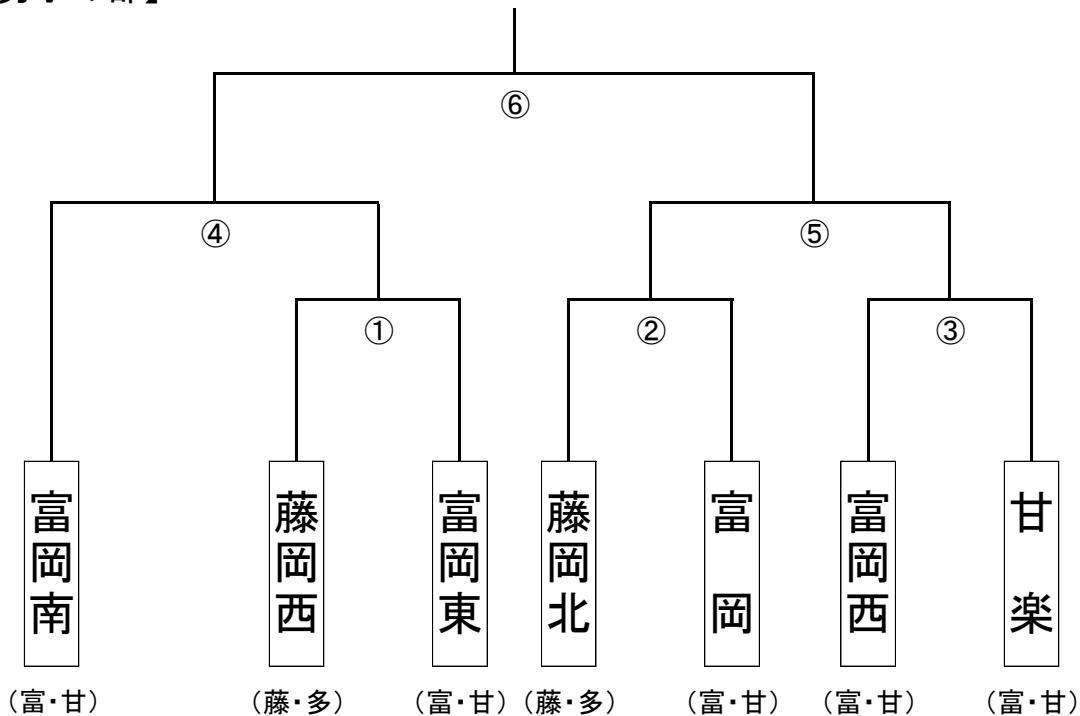 の部】
⑥
④
⑤
①
②
③
富岡南
藤岡西
富岡東
藤岡北
富岡
富岡西
甘楽
（富・甘）
（藤・多）
（富・甘）
（藤・多）
（富・甘）
（富・甘）
（富・甘）